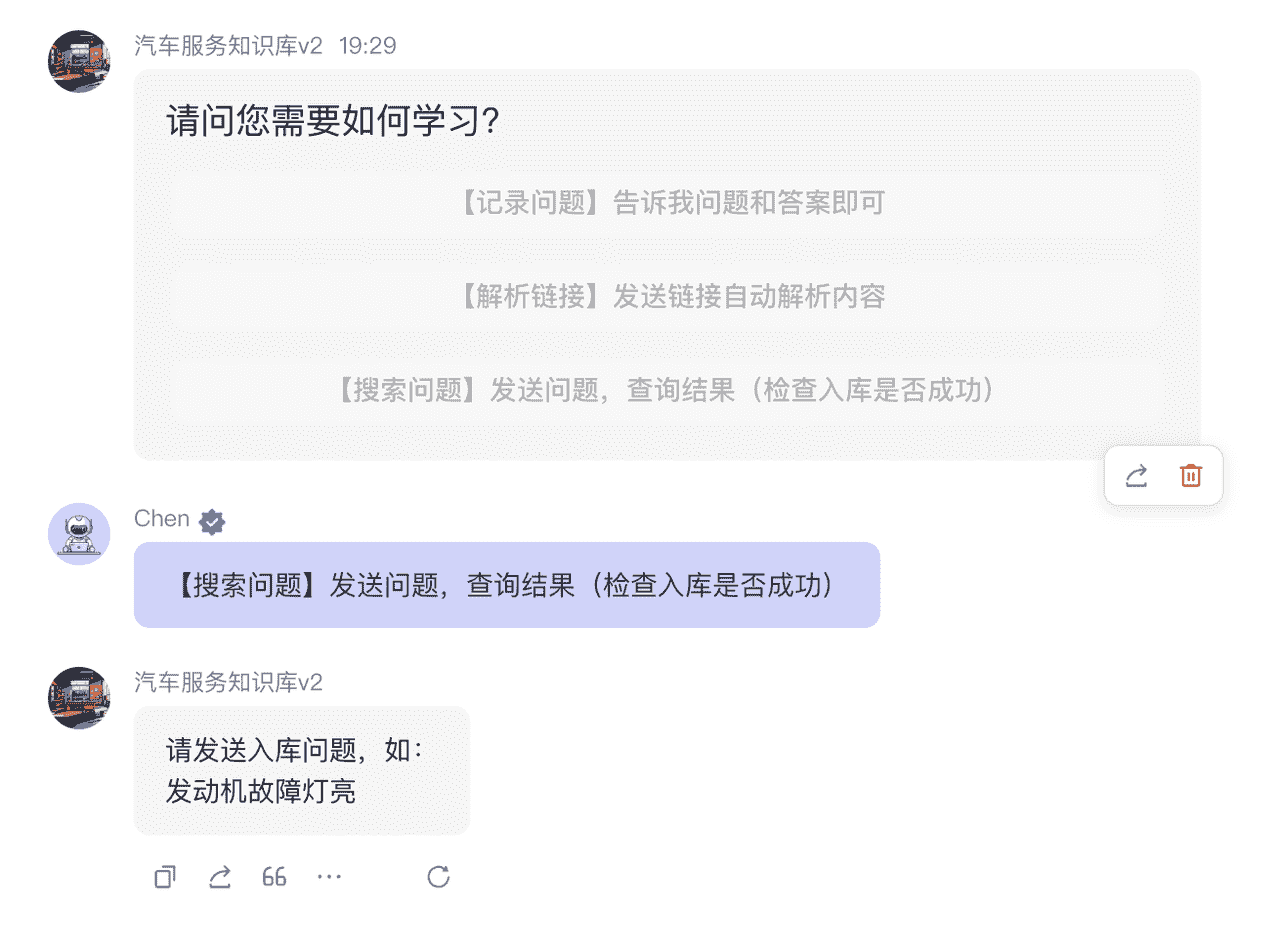 汽车服务知识库v2 19:29
请问您需要如何学习?
【记录问题】告诉我问题和答案即可
【解析链接】发送链接自动解析内容
【搜索问题】发送问题，查询结果（检查入库是否成功）
Chen
【搜索问题】发送问题，查询结果（检查入库是否成功）
汽车服务知识库v2
请发送入库问题，如：
发动机故障灯亮